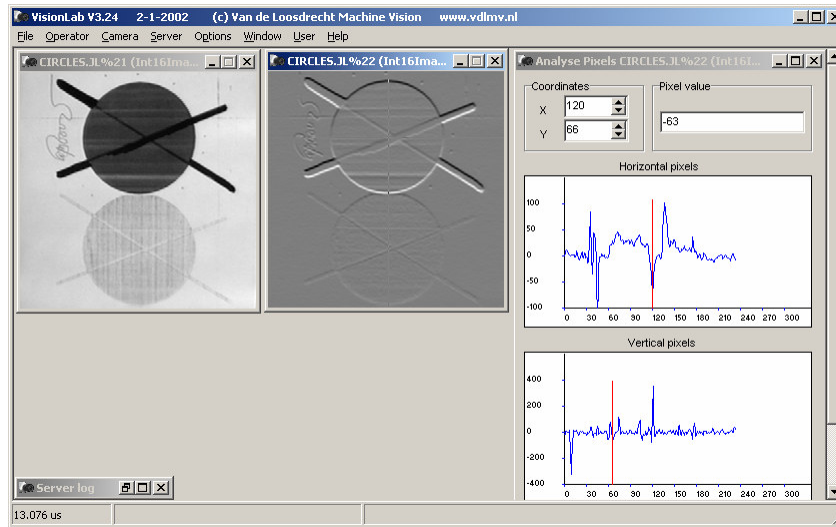 VisionLab V3.24 2-1-2002 (c) Van de Loosdrecht Machine Vision www.vdlmv.nl
File Operator Camera Server Options Window User Help
CIRCLES.JL%21 (Int16Ima...
CIRCLES.JL%22 (Int16Ima...
Analyse Pixels CIRCLES.JL%22 (Int16I...
Coordinates
X 120
Y 66
Pixel value
-63
Horizontal pixels
100
50
0
-50
-100
0 30 60 90 120 150 180 210 240 270 300
Vertical pixels
400
200
0
-200
-400
0 30 60 90 120 150 180 210 240 270 300
Server log
13.076 us